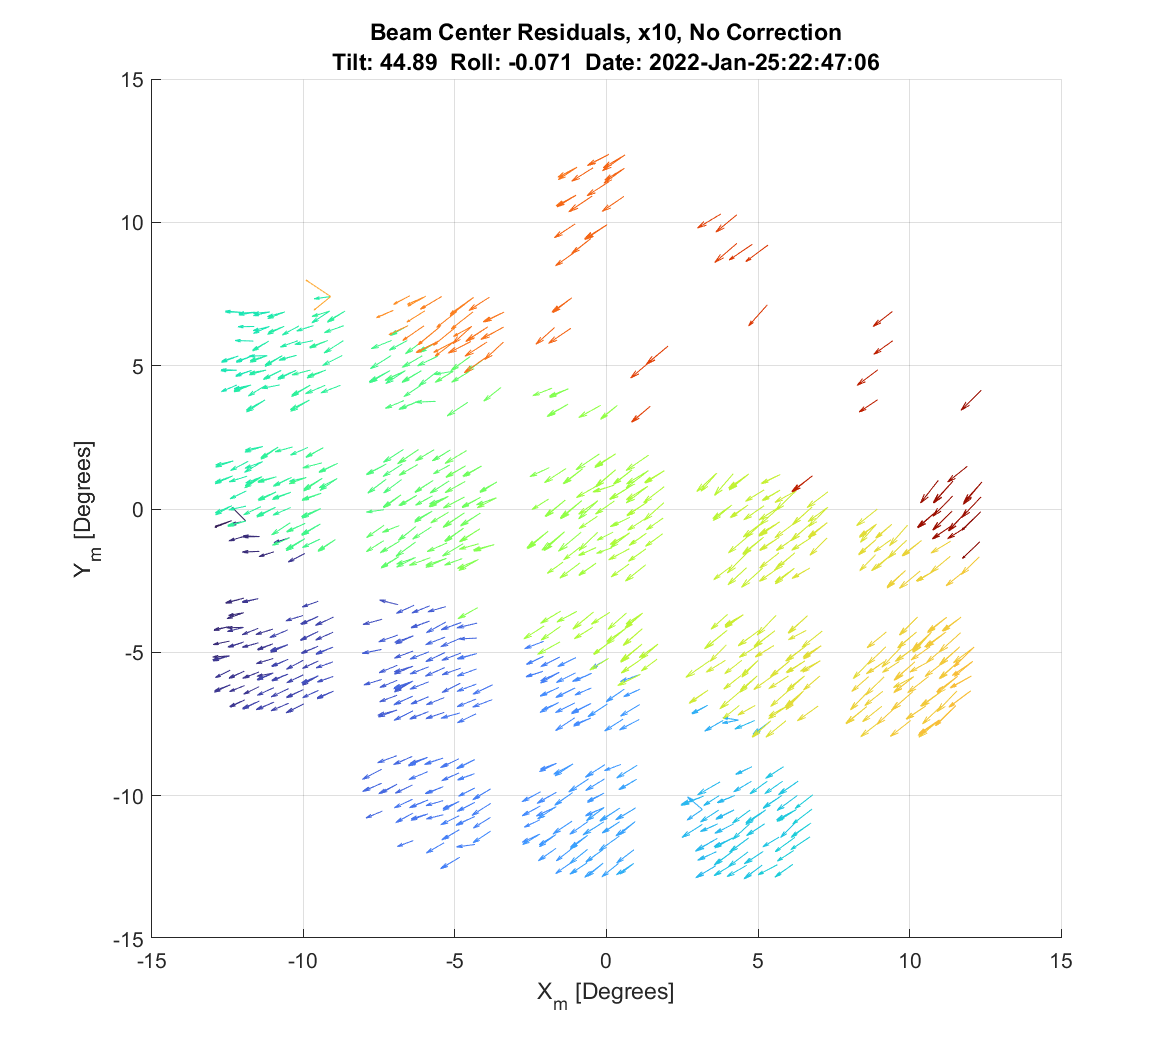 Beam Center Residuals, x10, No Correction
Tilt: 44.89 Roll: -0.071 Date: 2022-Jan-25:22:47:06
15
10
5
0
-5
-10
-15
Y_m [Degrees]
-15 -10 -5 0 5 10 15
X_m [Degrees]